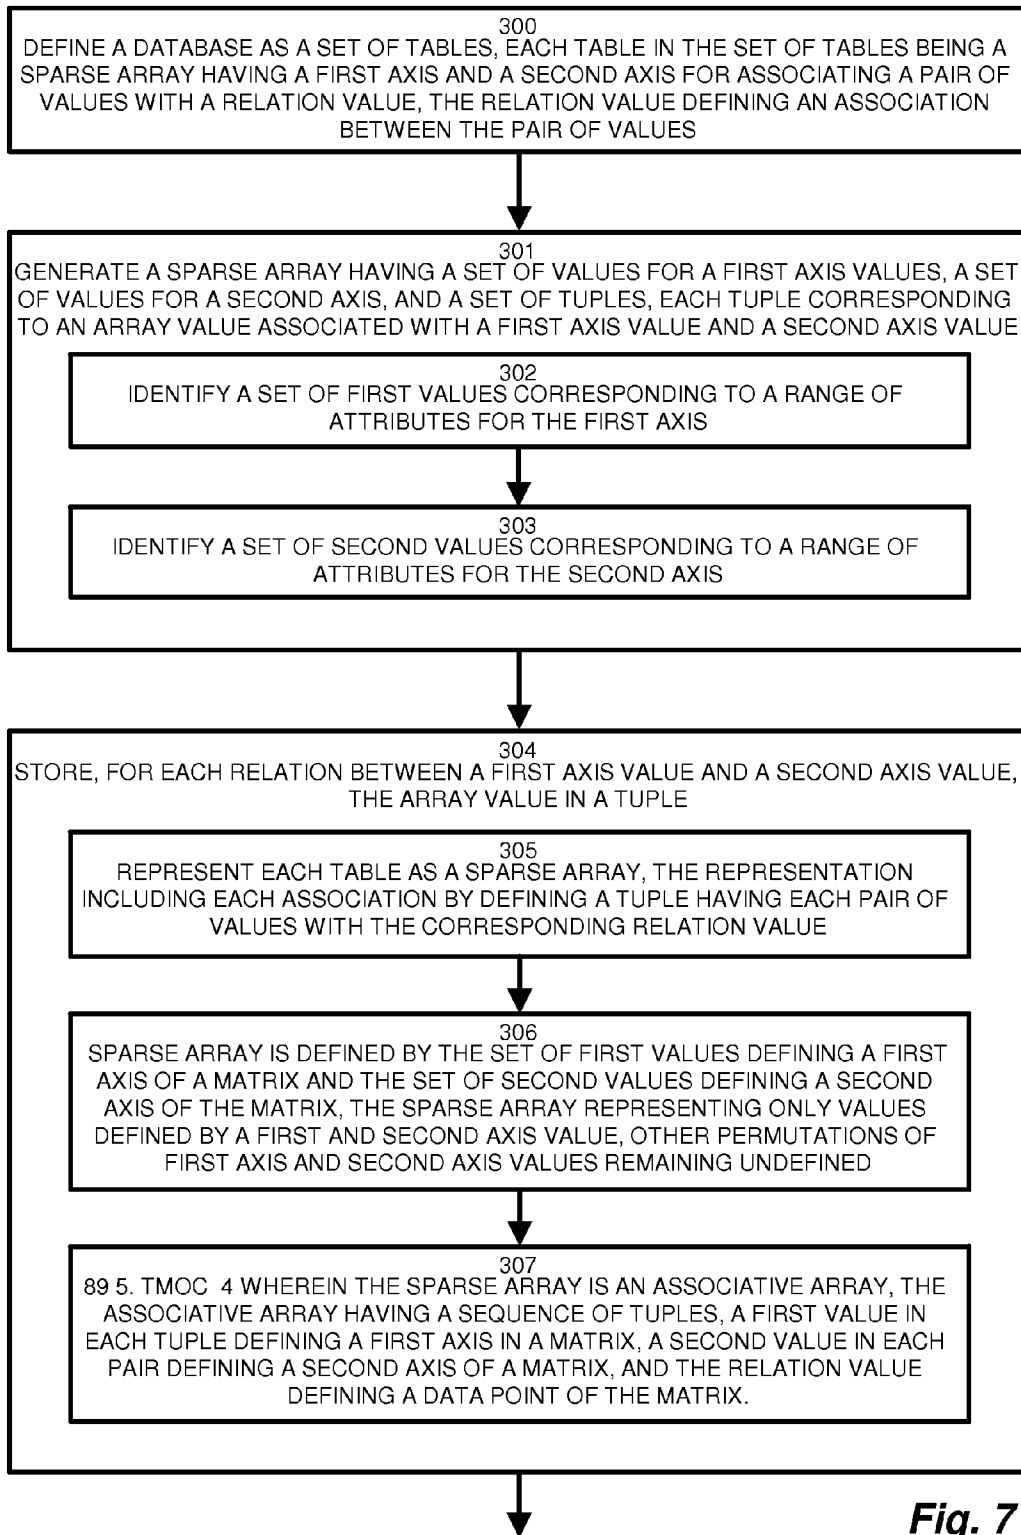 300
DEFINE A DATABASE AS A SET OF TABLES, EACH TABLE IN THE SET OF TABLES BEING A
SPARSE ARRAY HAVING A FIRST AXIS AND A SECOND AXIS FOR ASSOCIATING A PAIR OF
VALUES WITH A RELATION VALUE, THE RELATION VALUE DEFINING AN ASSOCIATION
BETWEEN THE PAIR OF VALUES
301
GENERATE A SPARSE ARRAY HAVING A SET OF VALUES FOR A FIRST AXIS VALUES, A SET
OF VALUES FOR A SECOND AXIS, AND A SET OF TUPLES, EACH TUPLE CORRESPONDING
TO AN ARRAY VALUE ASSOCIATED WITH A FIRST AXIS VALUE AND A SECOND AXIS VALUE
302
IDENTIFY A SET OF FIRST VALUES CORRESPONDING TO A RANGE OF
ATTRIBUTES FOR THE FIRST AXIS
303
IDENTIFY A SET OF SECOND VALUES CORRESPONDING TO A RANGE OF
ATTRIBUTES FOR THE SECOND AXIS
304
STORE, FOR EACH RELATION BETWEEN A FIRST AXIS VALUE AND A SECOND AXIS VALUE,
THE ARRAY VALUE IN A TUPLE
305
REPRESENT EACH TABLE AS A SPARSE ARRAY, THE REPRESENTATION
INCLUDING EACH ASSOCIATION BY DEFINING A TUPLE HAVING EACH PAIR OF
VALUES WITH THE CORRESPONDING RELATION VALUE
306
SPARSE ARRAY IS DEFINED BY THE SET OF FIRST VALUES DEFINING A FIRST
AXIS OF A MATRIX AND THE SET OF SECOND VALUES DEFINING A SECOND
AXIS OF THE MATRIX, THE SPARSE ARRAY REPRESENTING ONLY VALUES
DEFINED BY A FIRST AND SECOND AXIS VALUE, OTHER PERMUTATIONS OF
FIRST AXIS AND SECOND AXIS VALUES REMAINING UNDEFINED
307
89 5. TMOC 4 WHEREIN THE SPARSE ARRAY IS AN ASSOCIATIVE ARRAY, THE
ASSOCIATIVE ARRAY HAVING A SEQUENCE OF TUPLES, A FIRST VALUE IN
EACH TUPLE DEFINING A FIRST AXIS IN A MATRIX, A SECOND VALUE IN EACH
PAIR DEFINING A SECOND AXIS OF A MATRIX, AND THE RELATION VALUE
DEFINING A DATA POINT OF THE MATRIX.
Fig. 7